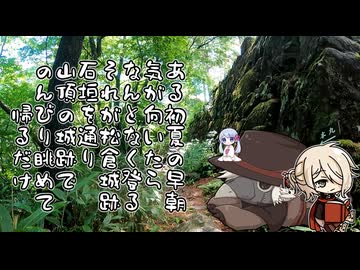 ある初夏の早朝
気が向いたら
なんとなく登る
それが松倉城跡
石垣を通り
山頂の城跡で
のんびり眺めて
帰るだけ